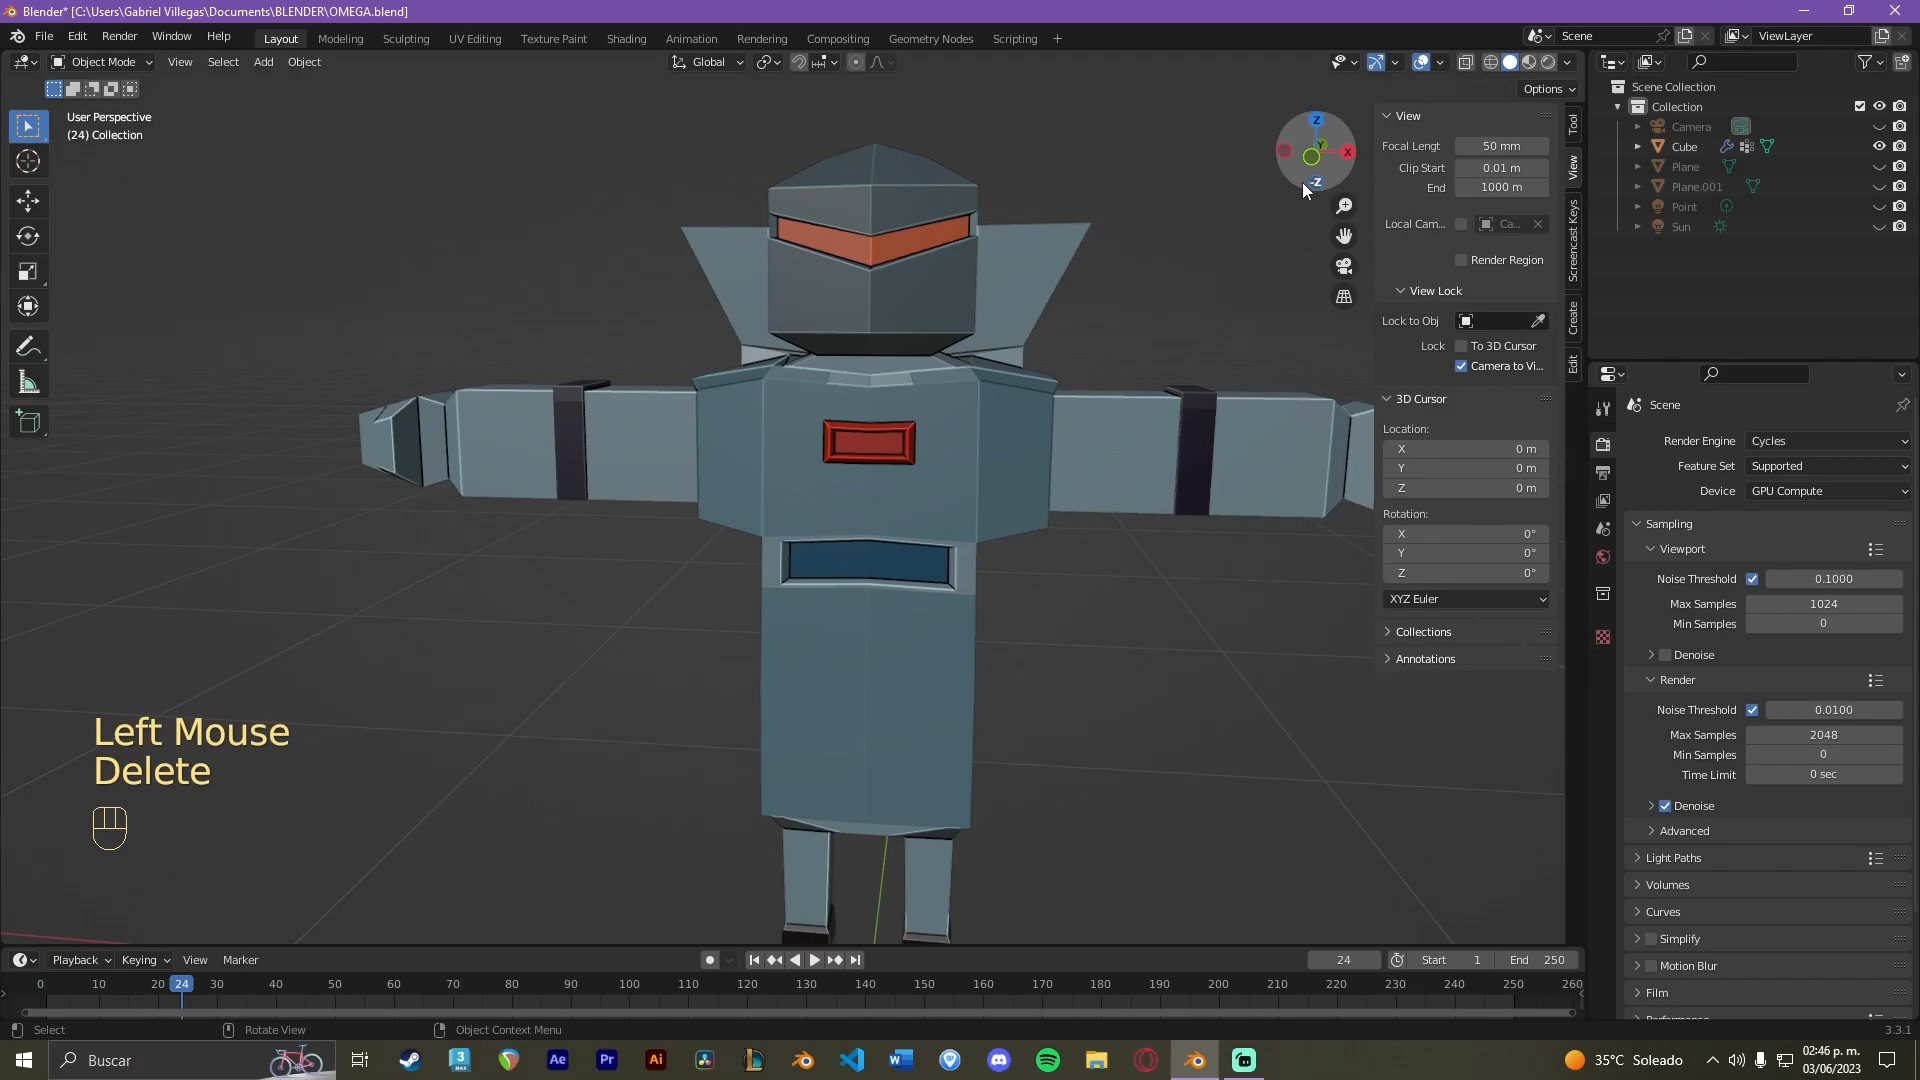 Blender* [C:\Users\Gabriel Villegas\Documents\BLENDER\OMEGA.blend]
File Edit Render Window Help
Layout Modeling Sculpting UV Editing Texture Paint Shading Animation Rendering Compositing Geometry Nodes Scripting +
Scene
ViewLayer
Object Mode View Select Add Object
Global
Options
User Perspective
(24) Collection
Z
Y
X
-Z
View
Focal Lengt 50 mm
Clip Start 0.01 m
End 1000 m
Local Cam... Ca...
Render Region
View Lock
Lock to Obj
Lock To 3D Cursor
Camera to Vi...
3D Cursor
Location:
X 0 m
Y 0 m
Z 0 m
Rotation:
X 0°
Y 0°
Z 0°
XYZ Euler
Collections
Annotations
Tool
View
Screencast Keys
Create
Edit
Scene Collection
Collection
Camera
Cube
Plane
Plane.001
Point
Sun
Scene
Render Engine Cycles
Feature Set Supported
Device GPU Compute
Sampling
Viewport
Noise Threshold 0.1000
Max Samples 1024
Min Samples 0
Denoise
Render
Noise Threshold 0.0100
Max Samples 2048
Min Samples 0
Time Limit 0 sec
Denoise
Advanced
Light Paths
Volumes
Curves
Simplify
Motion Blur
Film
Left Mouse
Delete
Playback Keying View Marker
24 Start 1 End 250
0 10 20 24 30 40 50 60 70 80 90 100 110 120 130 140 150 160 170 180 190 200 210 220 230 240 250 260
Select Rotate View Object Context Menu
3.3.1
Buscar
3
MAX
Ae
Pr
Ai
W
35°C Soleado
02:46 p. m.
03/06/2023